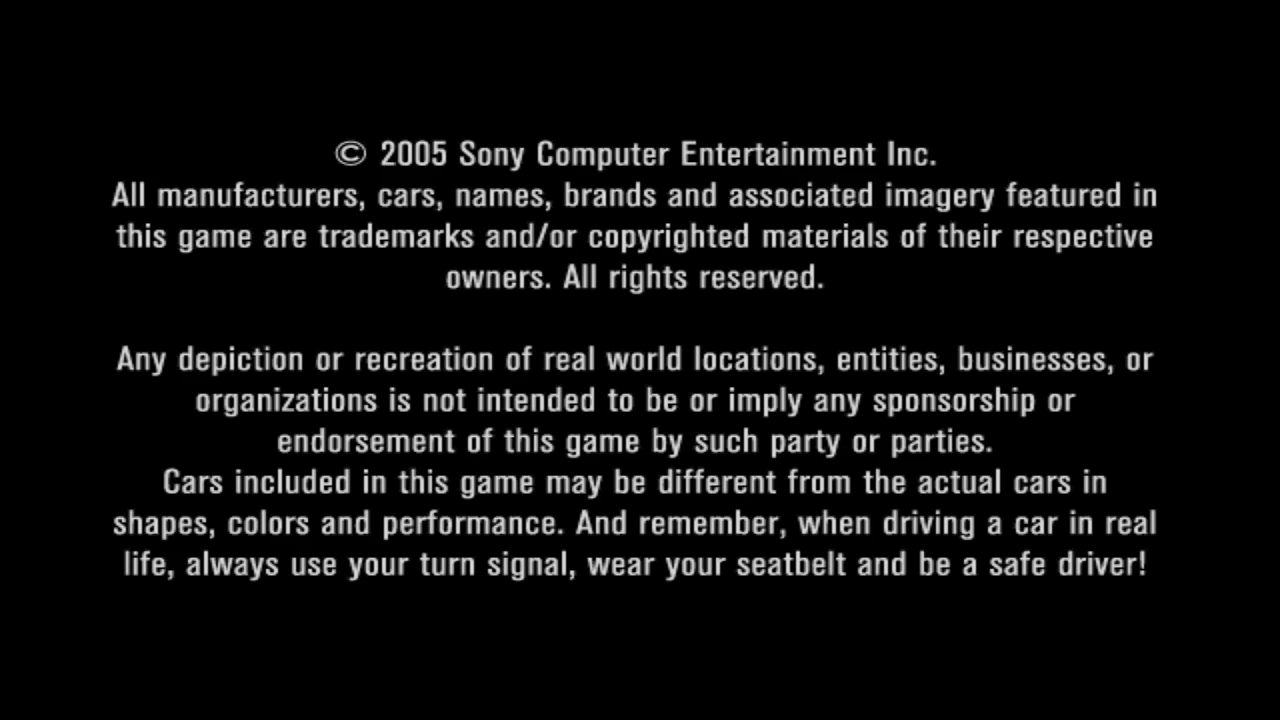 © 2005 Sony Computer Entertainment Inc.
All manufacturers, cars, names, brands and associated imagery featured in
this game are trademarks and/or copyrighted materials of their respective
owners. All rights reserved.
Any depiction or recreation of real world locations, entities, businesses, or
organizations is not intended to be or imply any sponsorship or
endorsement of this game by such party or parties.
Cars included in this game may be different from the actual cars in
shapes, colors and performance. And remember, when driving a car in real
life, always use your turn signal, wear your seatbelt and be a safe driver!